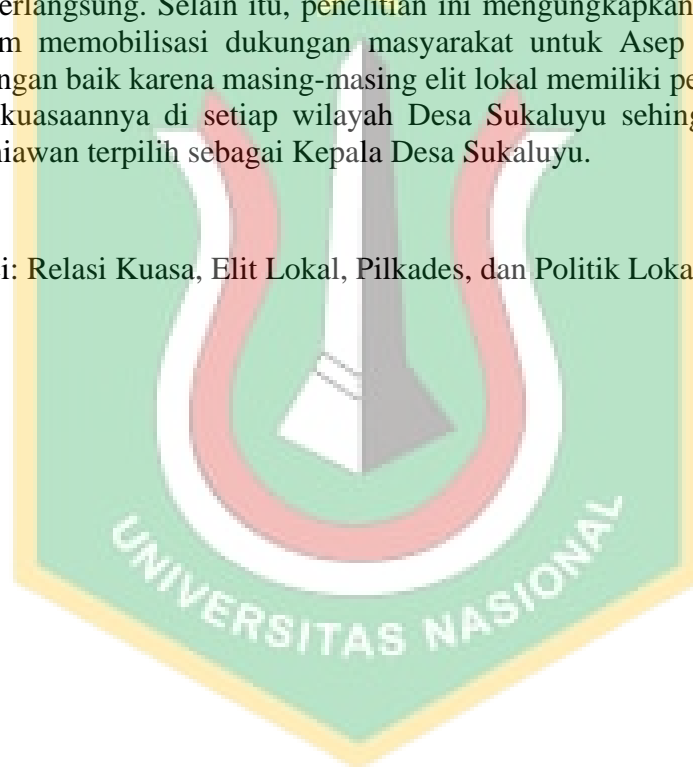 erlangsung. Selain itu, penelitian ini mengungkapkan
m memobilisasi dukungan masyarakat untuk Asep
ngan baik karena masing-masing elit lokal memiliki pe
kuasaannya di setiap wilayah Desa Sukaluyu sehing
niawan terpilih sebagai Kepala Desa Sukaluyu.
i: Relasi Kuasa, Elit Lokal, Pilkades, dan Politik Loka
UNIVERSITAS NASIONAL